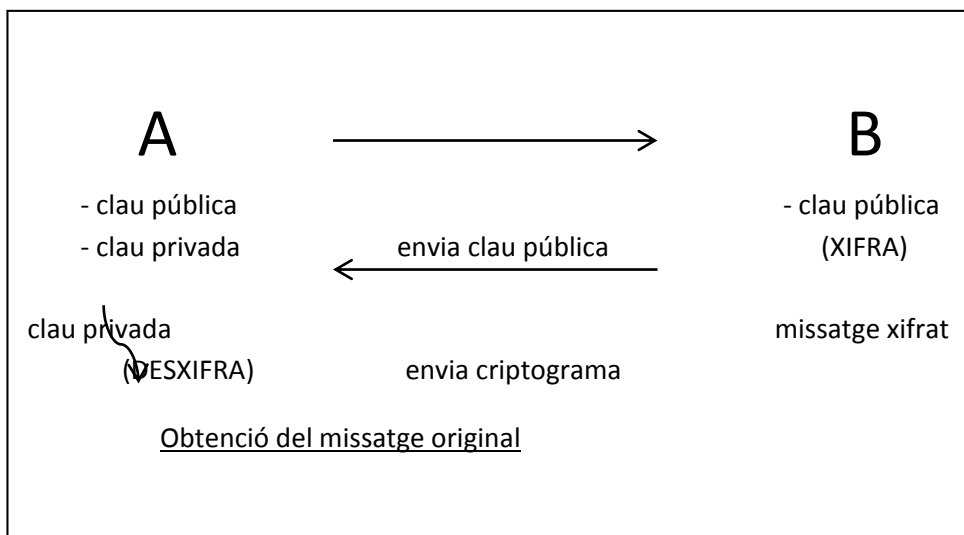 A B
- clau pública - clau pública
- clau privada envia clau pública (XIFRA)
clau privada missatge xifrat
(DESXIFRA) envia criptograma
Obtenció del missatge original